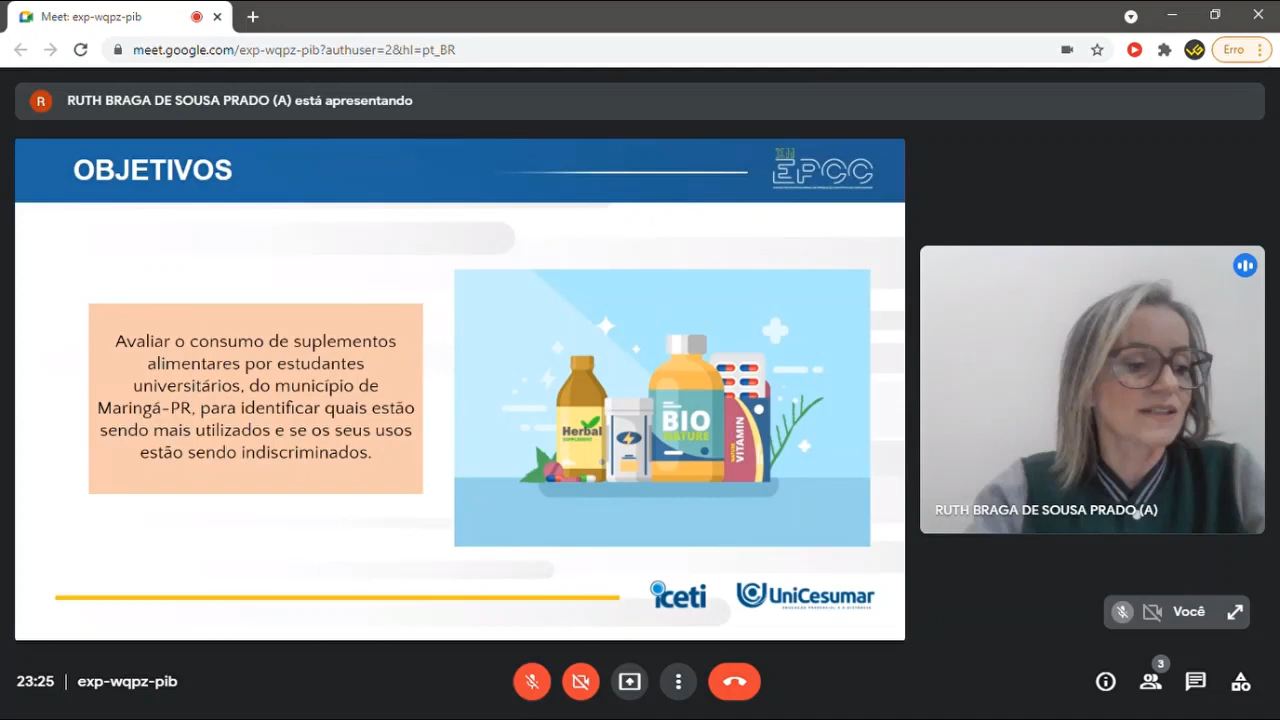 Meet: exp-wqpz-pib
meet.google.com/exp-wqpz-pib?authuser=2&hl=pt_BR
Erro
R
RUTH BRAGA DE SOUSA PRADO (A) está apresentando
OBJETIVOS
EPCC
Avaliar o consumo de suplementos
alimentares por estudantes
universitários, do município de
Maringá-PR, para identificar quais estão
sendo mais utilizados e se os seus usos
estão sendo indiscriminados.
Herbal
SUPPLEMENT
BIO
NATURE
VITAMIN
iceti
UniCesumar
RUTH BRAGA DE SOUSA PRADO (A)
Você
23:25 | exp-wqpz-pib
3